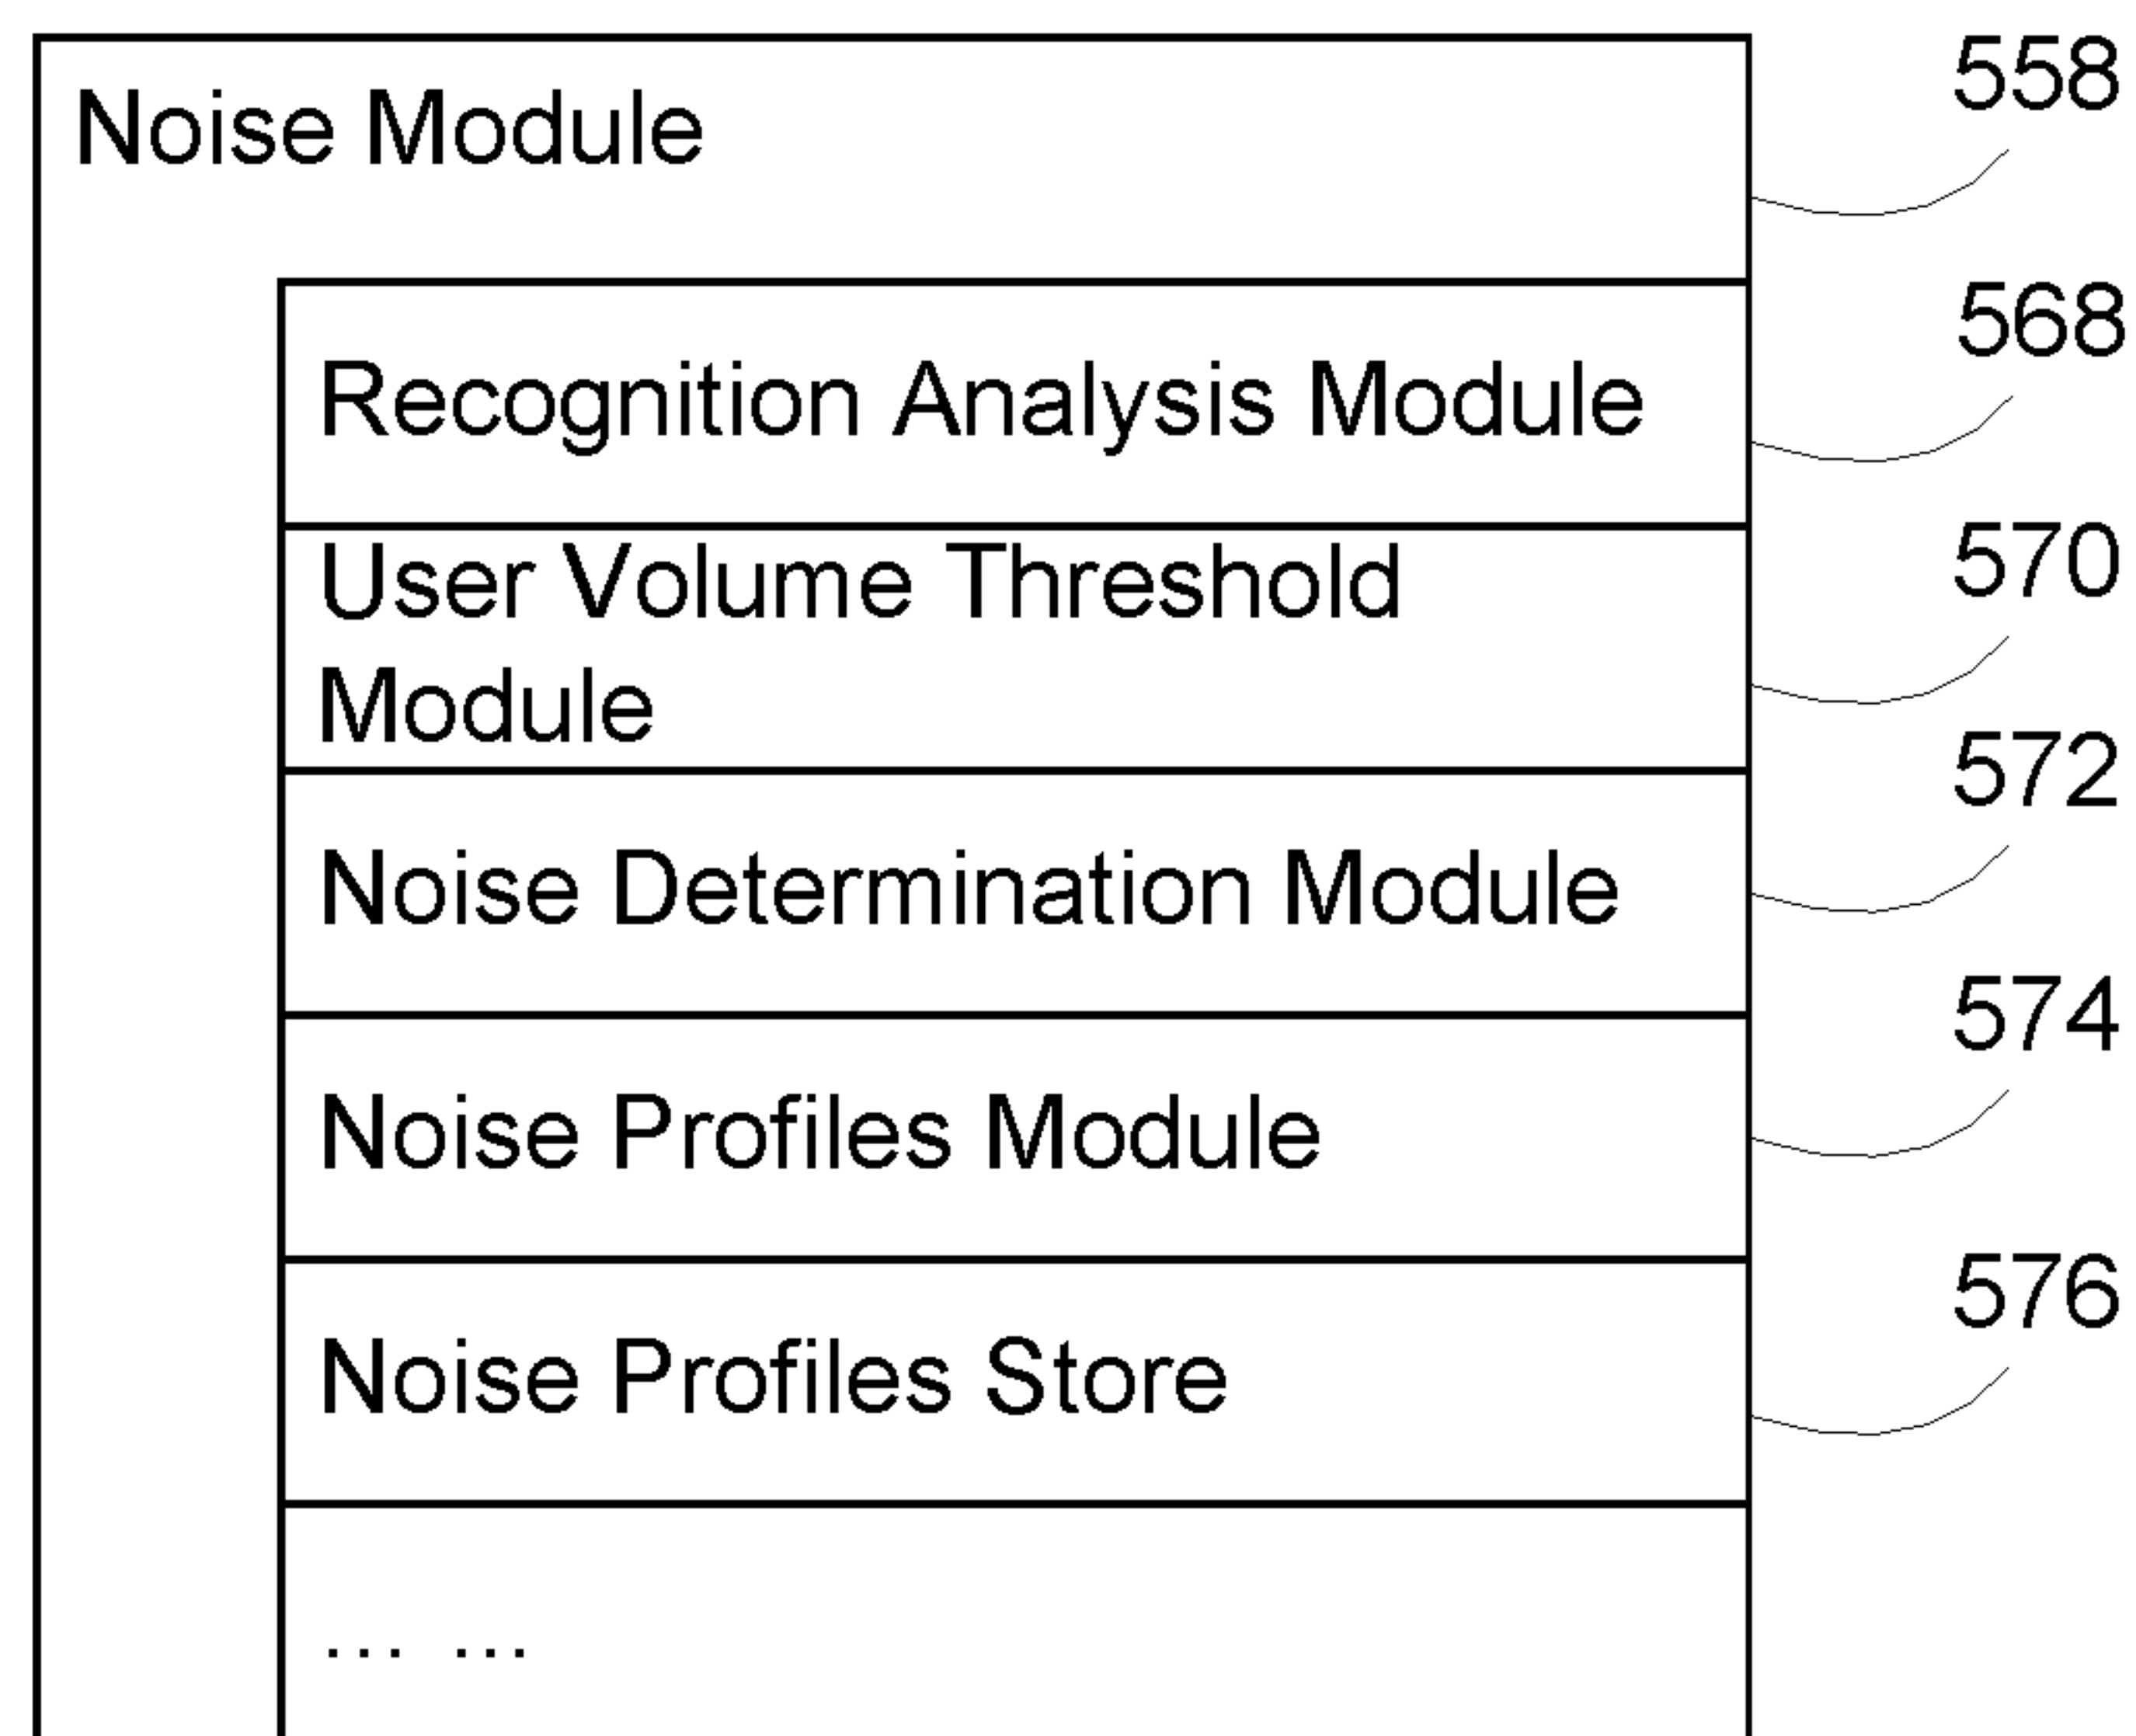 Noise Module
558
Recognition Analysis Module
568
User Volume Threshold
Module
570
Noise Determination Module
572
Noise Profiles Module
574
Noise Profiles Store
576
... ...